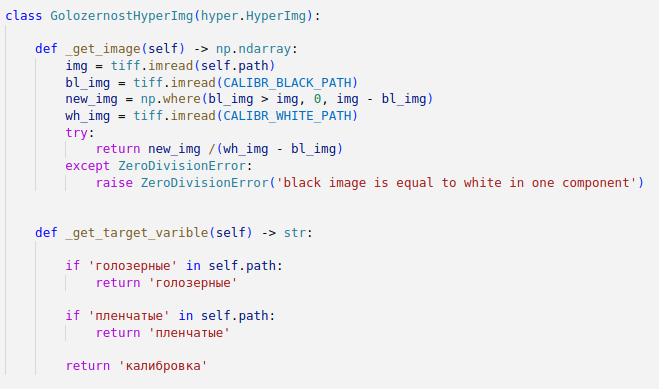 class GolozernostHyperImg(hyper.HyperImg):
def _get_image(self) -> np.ndarray:
img = tiff.imread(self.path)
bl_img = tiff.imread(CALIBR_BLACK_PATH)
new_img = np.where(bl_img > img, 0, img - bl_img)
wh_img = tiff.imread(CALIBR_WHITE_PATH)
try:
return new_img /(wh_img - bl_img)
except ZeroDivisionError:
raise ZeroDivisionError('black image is equal to white in one component')
def _get_target_varible(self) -> str:
if 'голозерные' in self.path:
return 'голозерные'
if 'пленчатые' in self.path:
return 'пленчатые'
return 'калибровка'